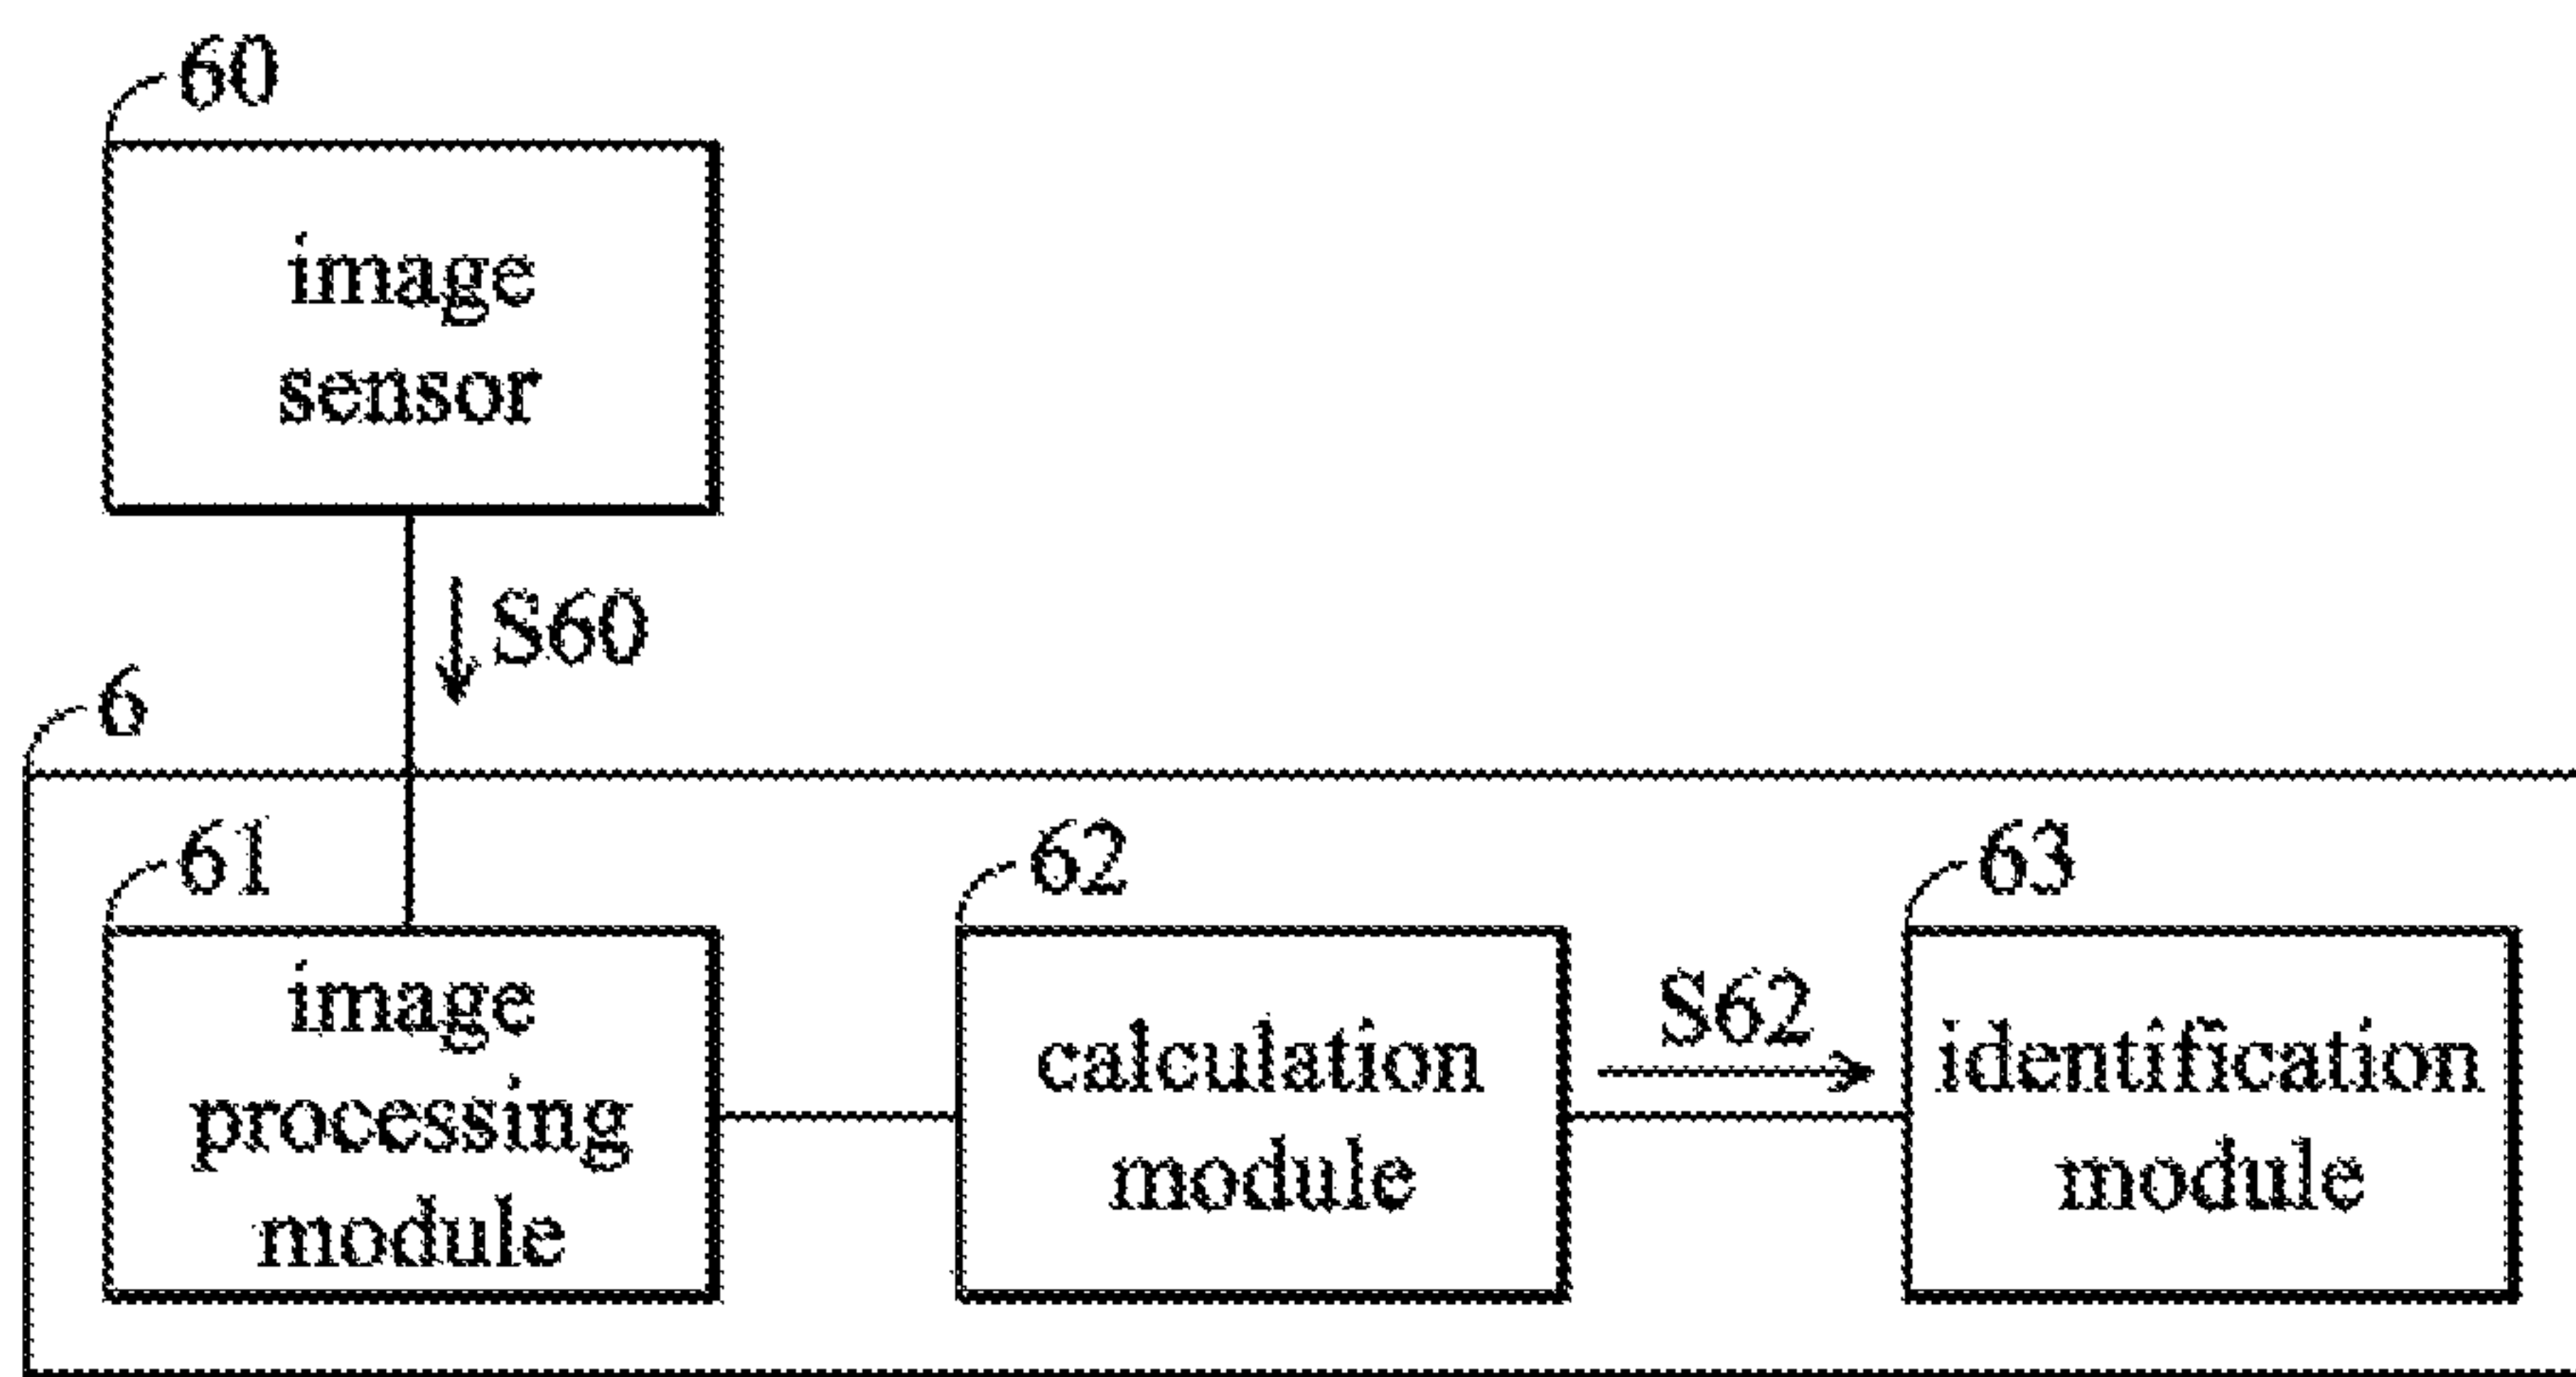 60
image
sensor
S60
6
61
62
63
image
processing
module
calculation
module
S62
identification
module